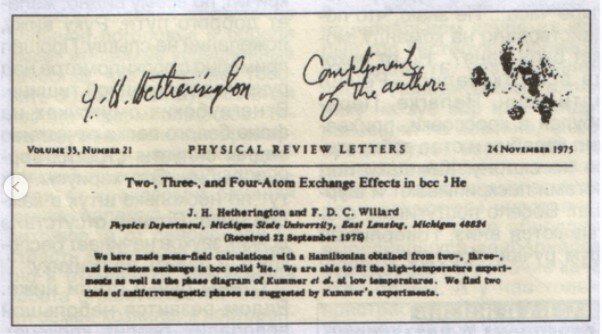 J. H. Hetherington
Compliments
of the authors
VOLUME 35, NUMBER 21 PHYSICAL REVIEW LETTERS 24 NOVEMBER 1975
Two-, Three-, and Four-Atom Exchange Effects in bcc ³He
J. H. Hetherington and F. D. C. Willard
Physics Department, Michigan State University, East Lansing, Michigan 48824
(Received 22 September 1975)
We have made mean-field calculations with a Hamiltonian obtained from two-, three-,
and four-atom exchange in bcc solid ³He. We are able to fit the high-temperature experi-
ments as well as the phase diagram of Kummer et al. at low temperatures. We find two
kinds of antiferromagnetic phases as suggested by Kummer's experiments.